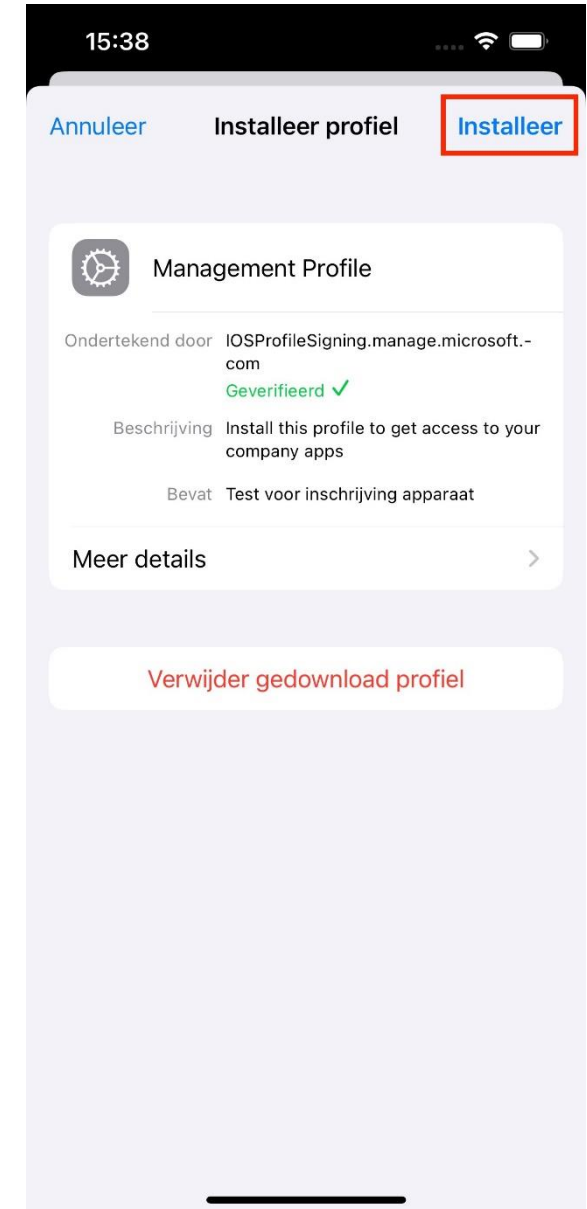 15:38
Annuleer Installeer profiel Installeer
Management Profile
Ondertekend door IOSProfileSigning.manage.microsoft.-
com
Geverifieerd ✓
Beschrijving Install this profile to get access to your
company apps
Bevat Test voor inschrijving apparaat
Meer details
Verwijder gedownload profiel